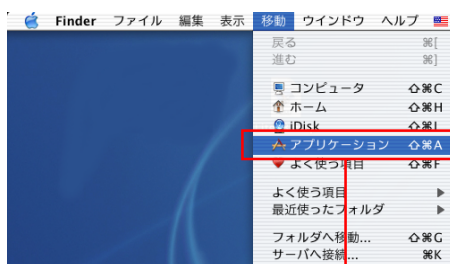 Finder ファイル 編集 表示 移動 ウインドウ ヘルプ
戻る ⌘[
進む ⌘]
コンピュータ ⇧⌘C
ホーム ⇧⌘H
iDisk ⇧⌘I
アプリケーション ⇧⌘A
よく使う項目 ⇧⌘F
よく使う項目 ▶
最近使ったフォルダ ▶
フォルダへ移動... ⇧⌘G
サーバへ接続... ⌘K